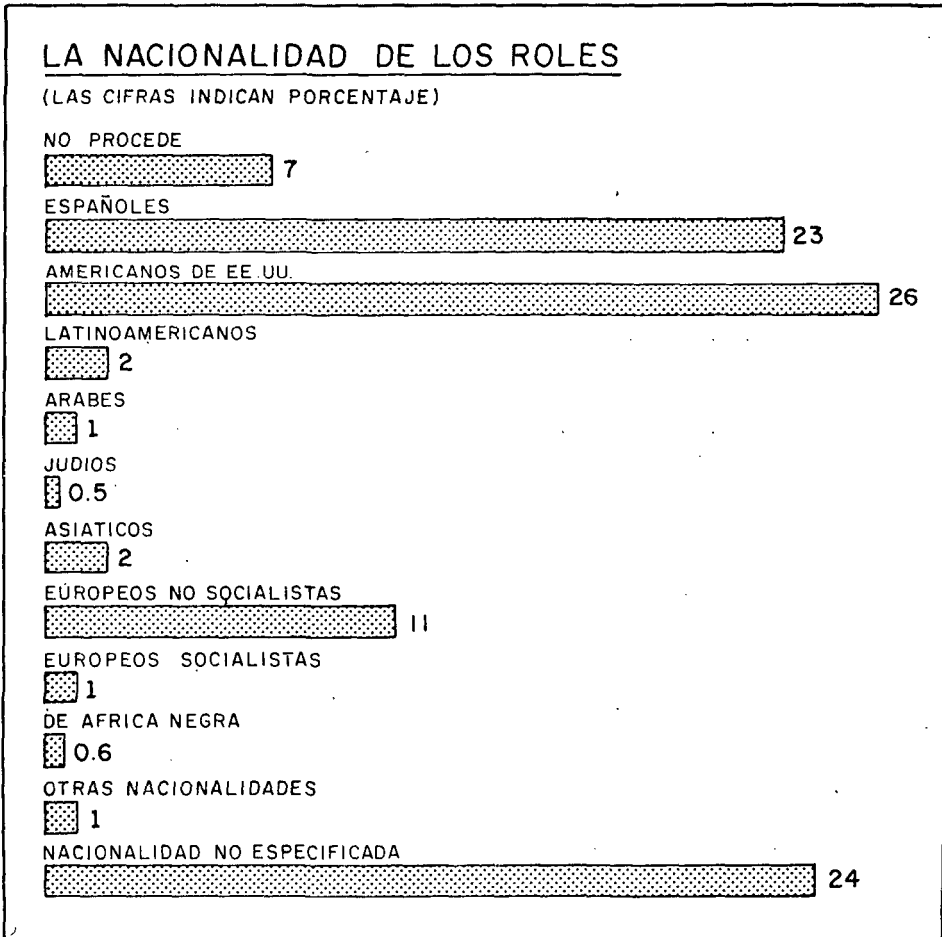 LA NACIONALIDAD DE LOS ROLES
(LAS CIFRAS INDICAN PORCENTAJE)
NO PROCEDE
7
ESPAÑOLES
23
AMERICANOS DE EE.UU.
26
LATINOAMERICANOS
2
ARABES
1
JUDIOS
0.5
ASIATICOS
2
EUROPEOS NO SOCIALISTAS
11
EUROPEOS SOCIALISTAS
1
DE AFRICA NEGRA
0.6
OTRAS NACIONALIDADES
1
NACIONALIDAD NO ESPECIFICADA
24